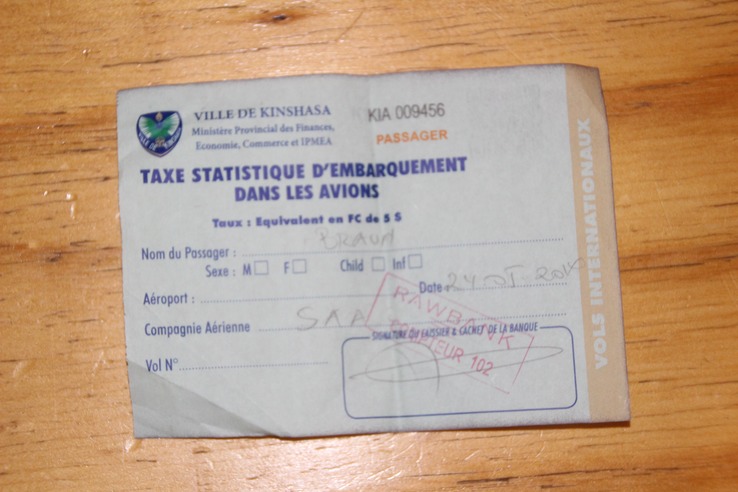 VILLE DE KINSHASA
Ministère Provincial des Finances,
Economie, Commerce et IPMEA
KIA 009456
PASSAGER
TAXE STATISTIQUE D'EMBARQUEMENT
DANS LES AVIONS
Taux : Equivalent en FC de 5 $
Nom du Passager :
Sexe : M F Child Inf
Date
Aéroport :
Compagnie Aérienne SAA
SIGNATURE DU CAISSIER & CACHET DE LA BANQUE
Vol N°
RAWBANK
102
VOLS INTERNATIONAUX